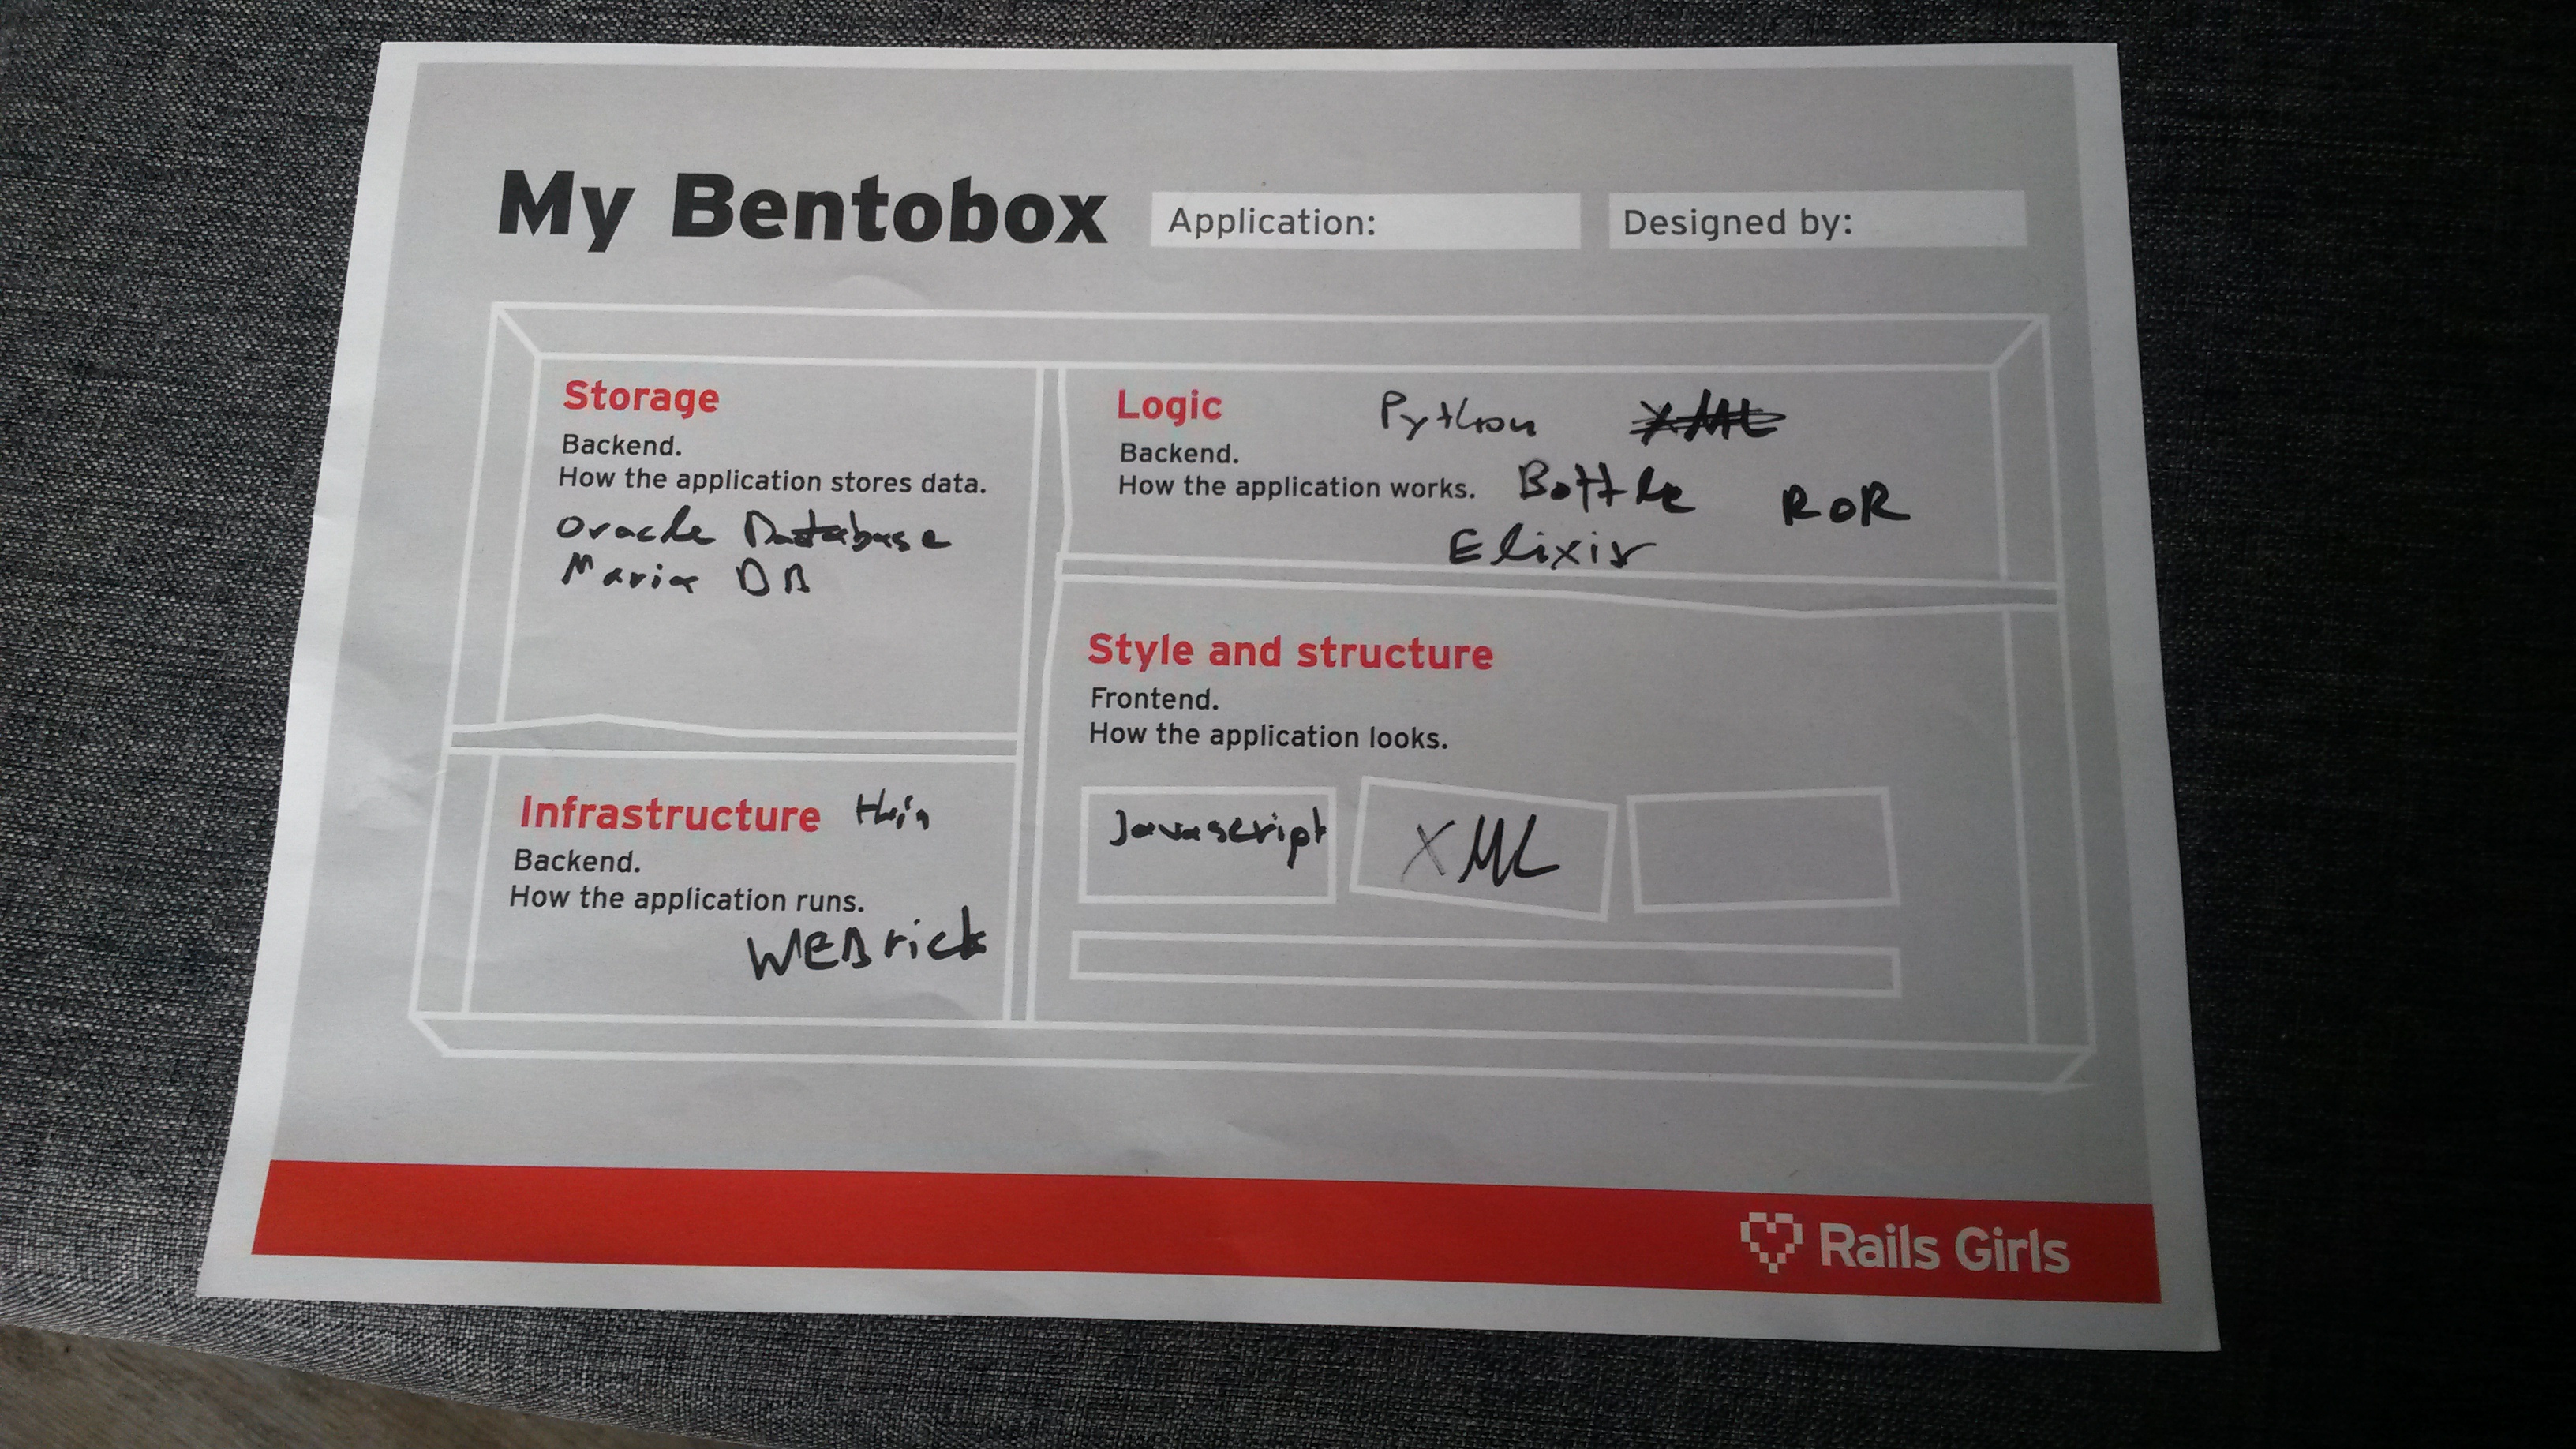 My Bentobox
Application:
Designed by:
Storage
Backend.
How the application stores data.
Oracle Database
Maria DB
Logic
Python XML
Backend.
How the application works. Bottle RoR
Elixir
Infrastructure thin
Backend.
How the application runs.
WEBrick
Style and structure
Frontend.
How the application looks.
Javascript
XML
Rails Girls